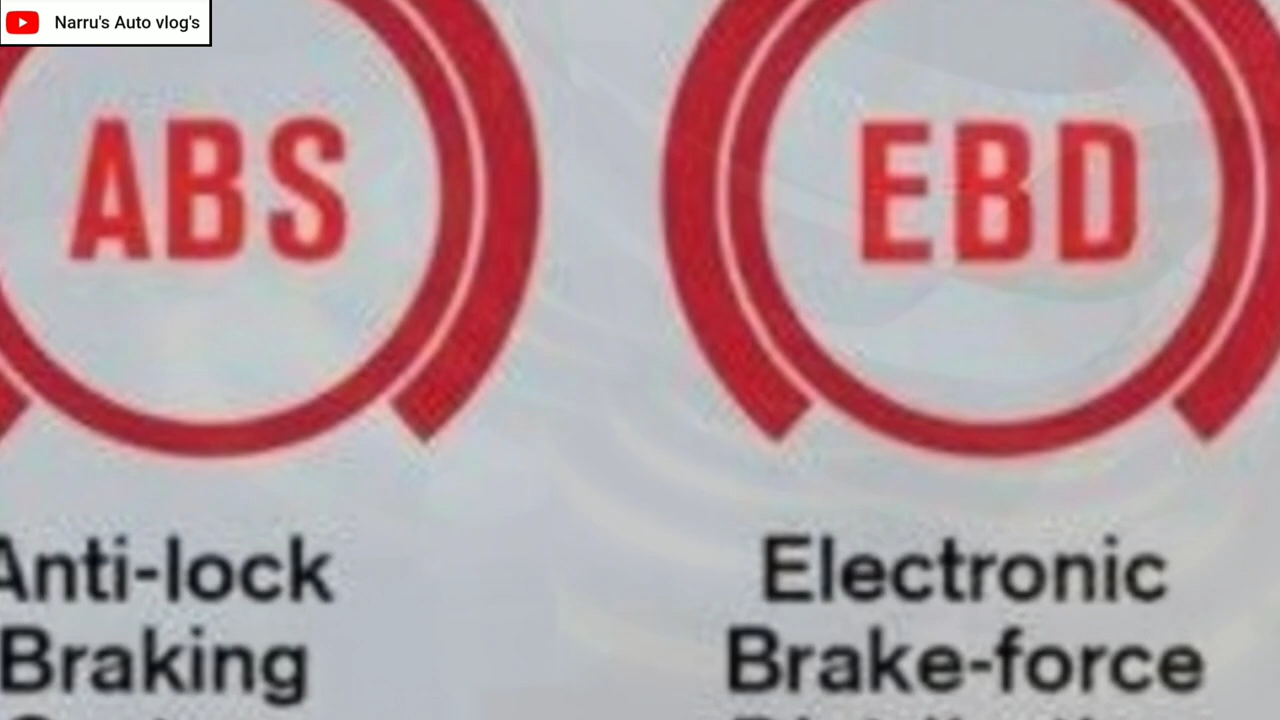 Narru's Auto vlog's
ABS
EBD
Anti-lock
Braking
Electronic
Brake-force